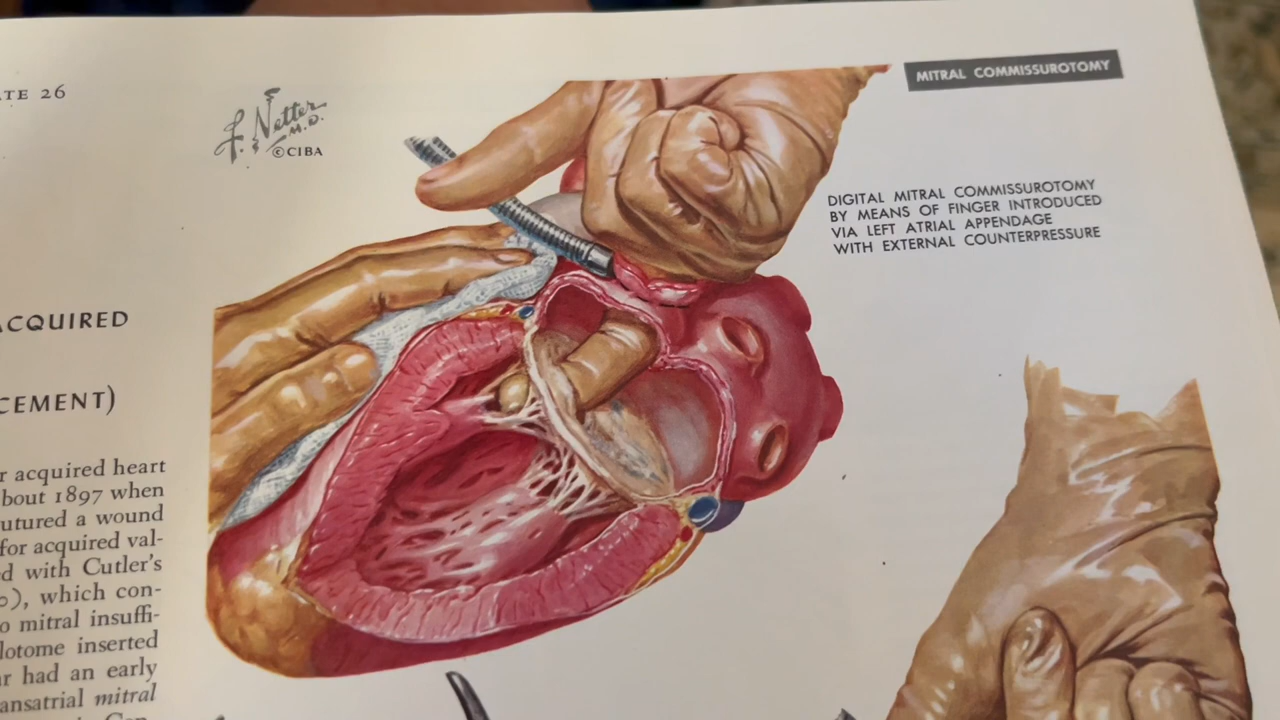 ATE 26
F. Netter
M.D.
©CIBA
MITRAL COMMISSUROTOMY
DIGITAL MITRAL COMMISSUROTOMY
BY MEANS OF FINGER INTRODUCED
VIA LEFT ATRIAL APPENDAGE
WITH EXTERNAL COUNTERPRESSURE
ACQUIRED
CEMENT)
r acquired heart
bout 1897 when
utured a wound
for acquired val-
d with Cutler's
o), which con-
o mitral insuffi-
lotome inserted
ar had an early
ansatrial mitral